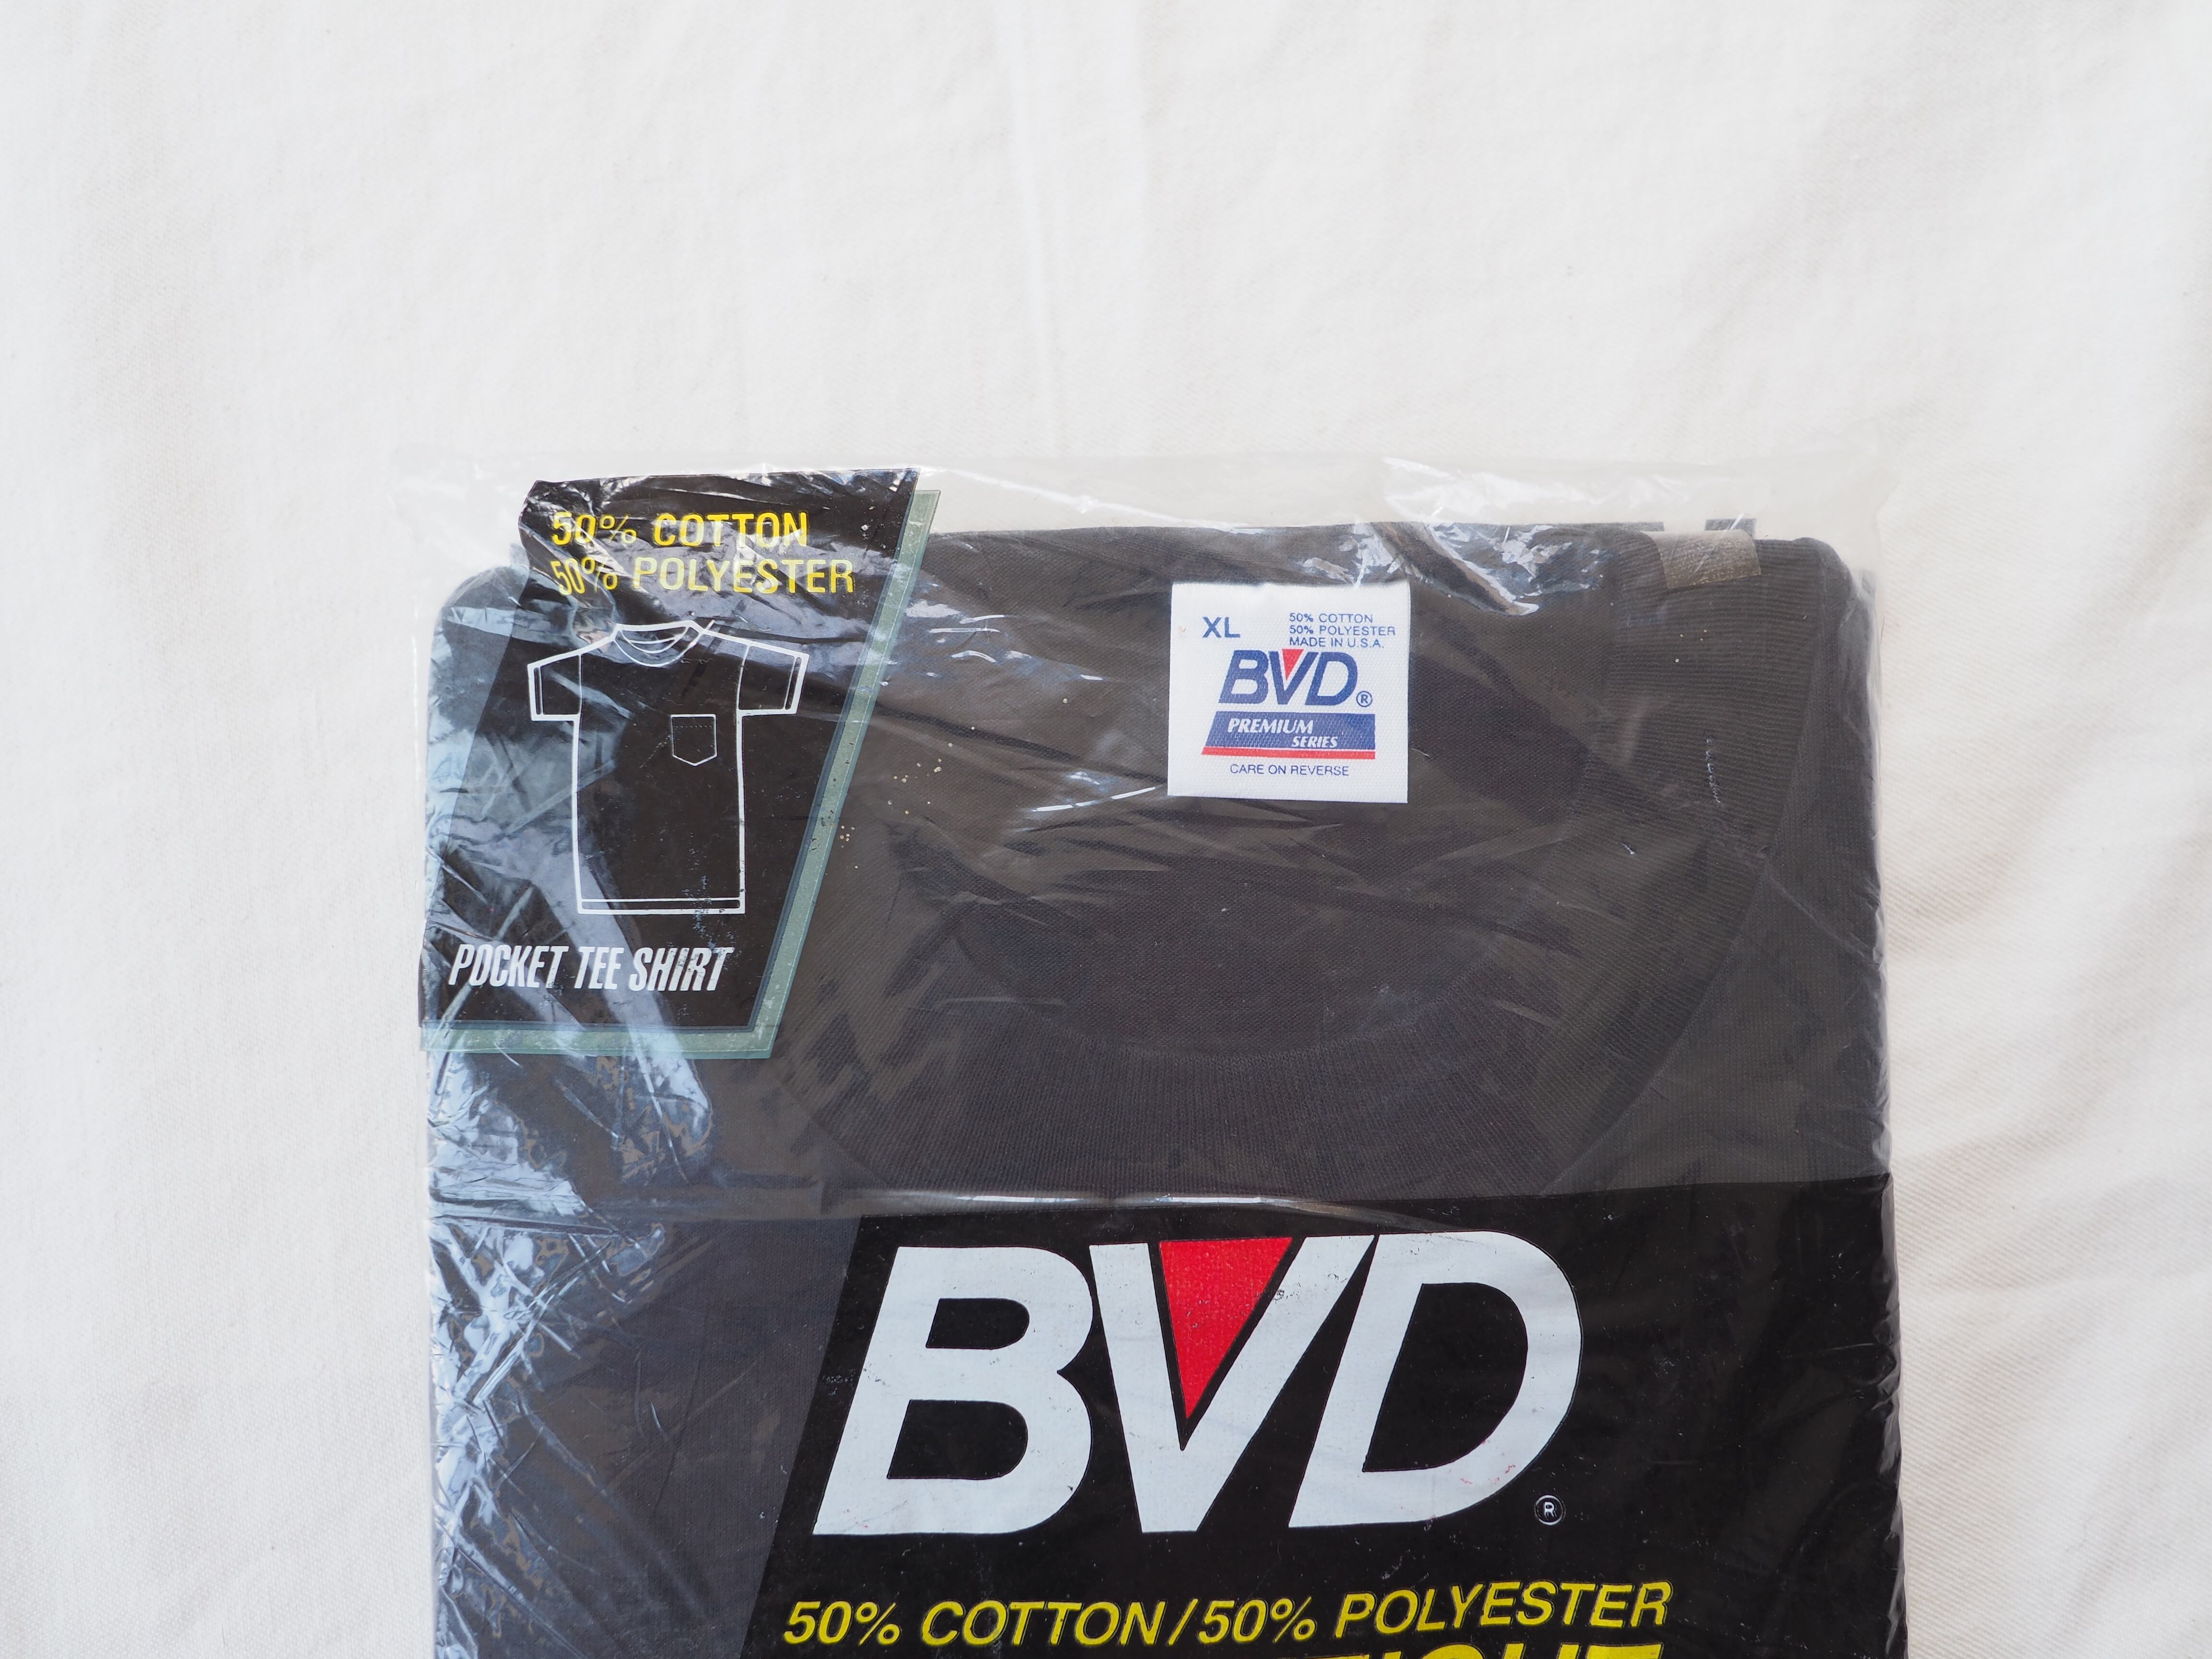 50% COTTON
50% POLYESTER
POCKET TEE SHIRT
XL
50% COTTON
50% POLYESTER
MADE IN U.S.A.
BVD®
PREMIUM
SERIES
CARE ON REVERSE
BVD®
50% COTTON/50% POLYESTER